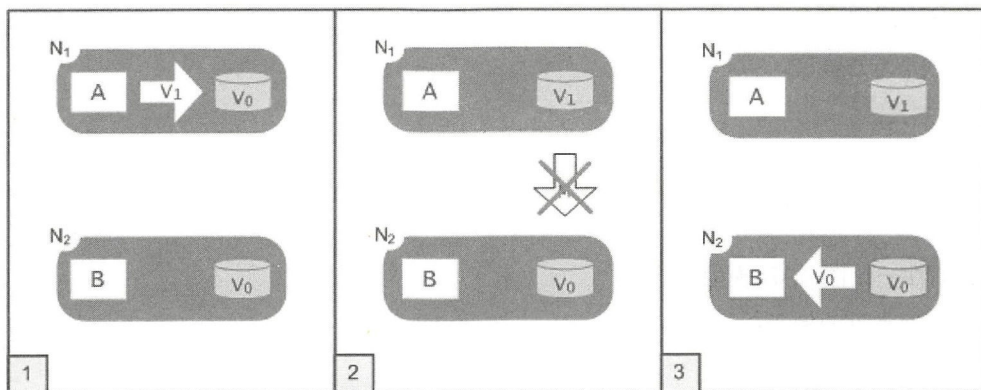 N₁
A V₁ V₀
N₂
B V₀
1
N₁
A V₁
N₂
B V₀
2
N₁
A V₁
N₂
B V₀ V₀
3